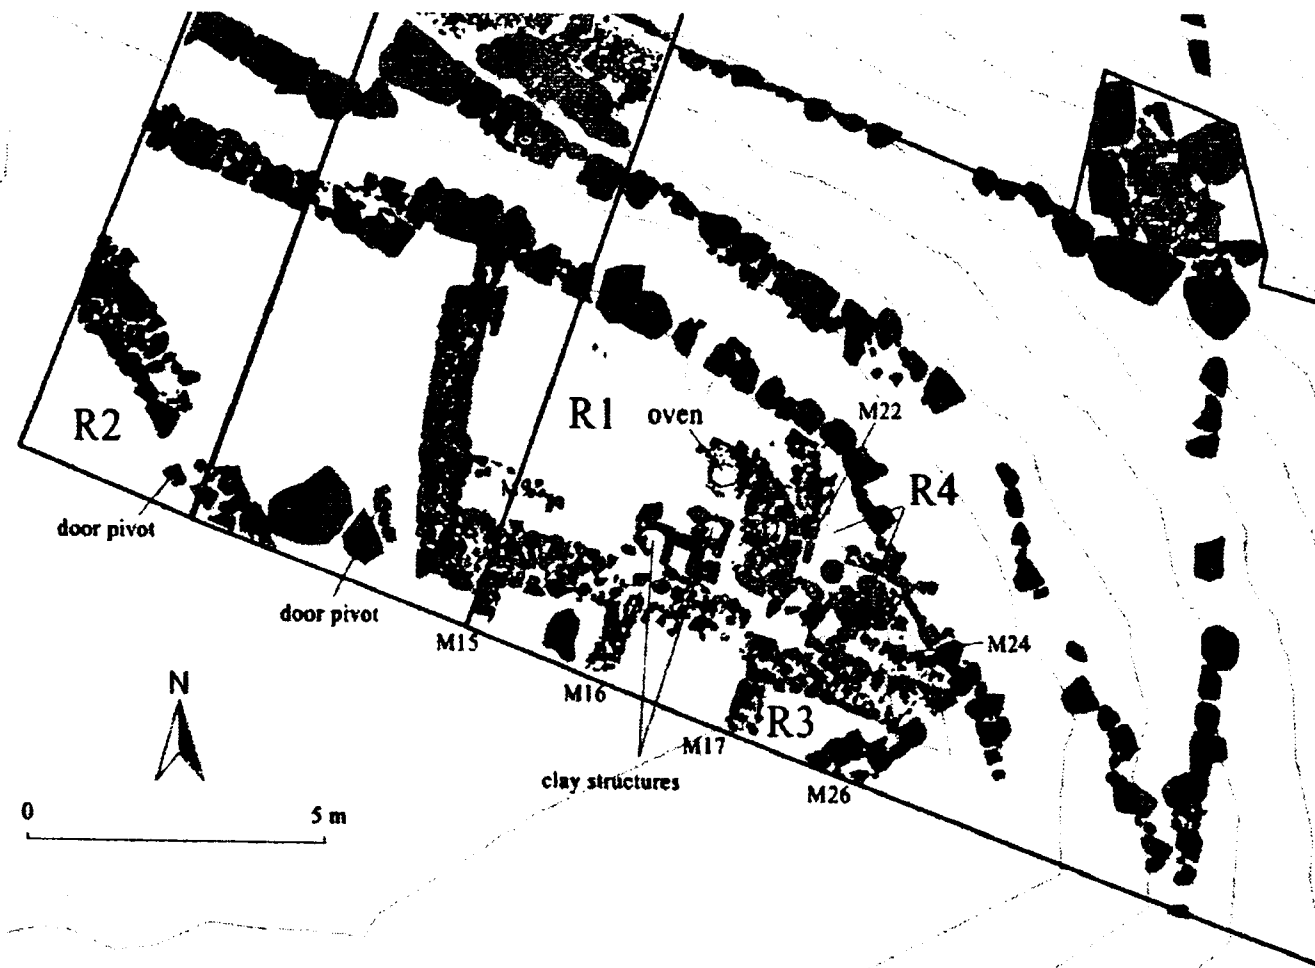 R1
oven
M22
R2
R4
door pivot
door pivot
M15
M24
M16
N
R3
M17
clay structures
M26
0
5 m